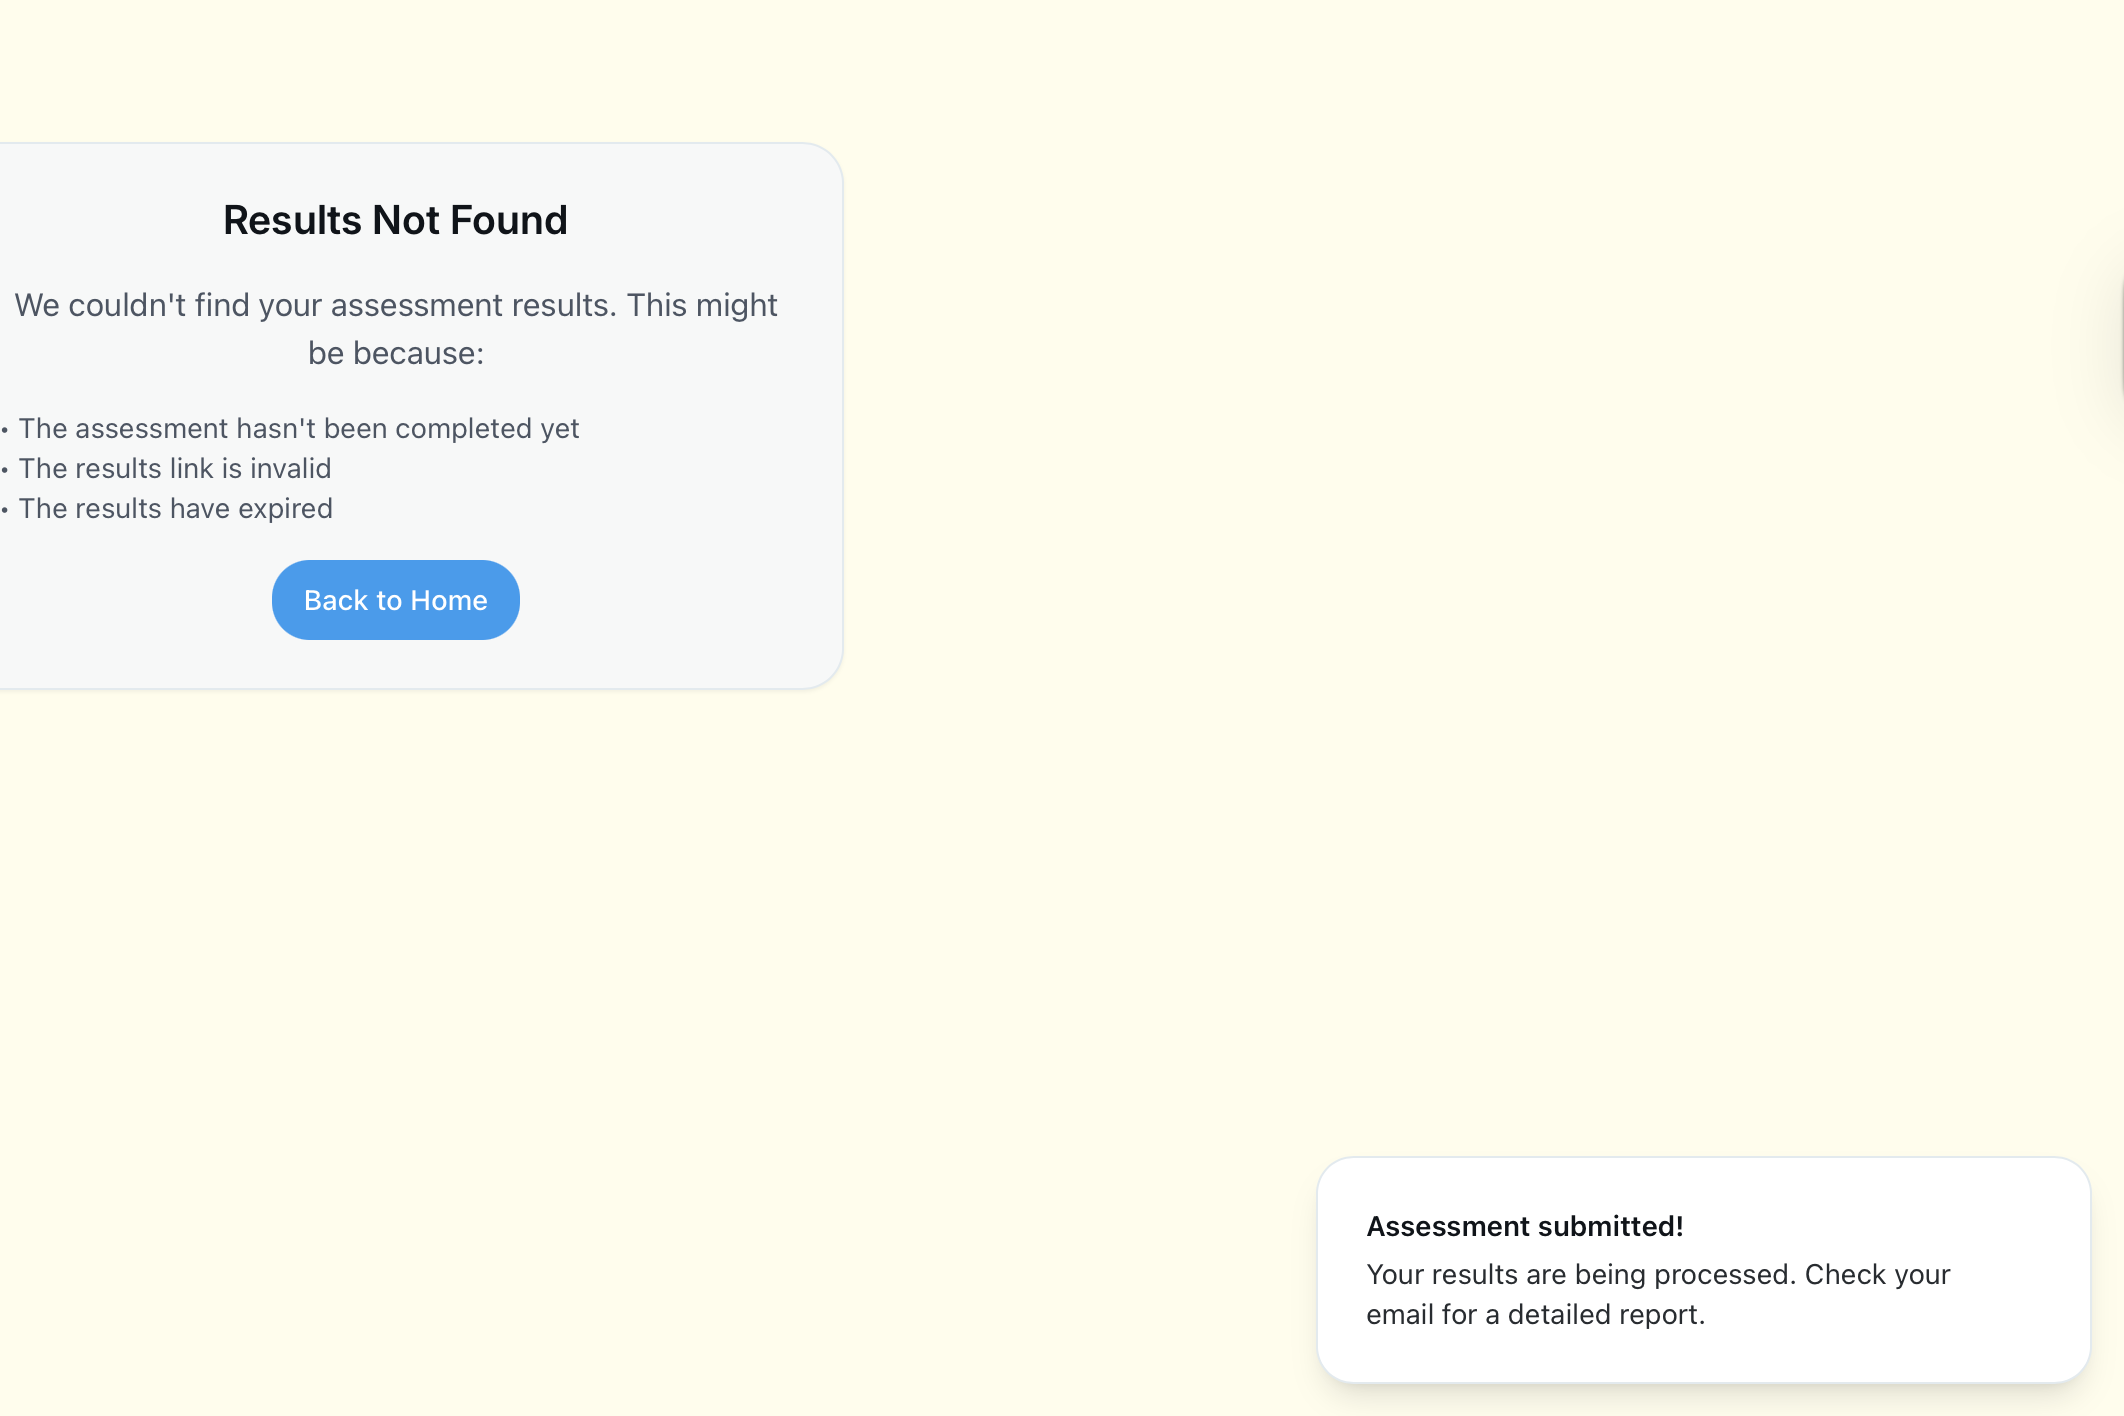 Results Not Found
We couldn't find your assessment results. This might
be because:
• The assessment hasn't been completed yet
• The results link is invalid
• The results have expired
Back to Home
Assessment submitted!
Your results are being processed. Check your
email for a detailed report.